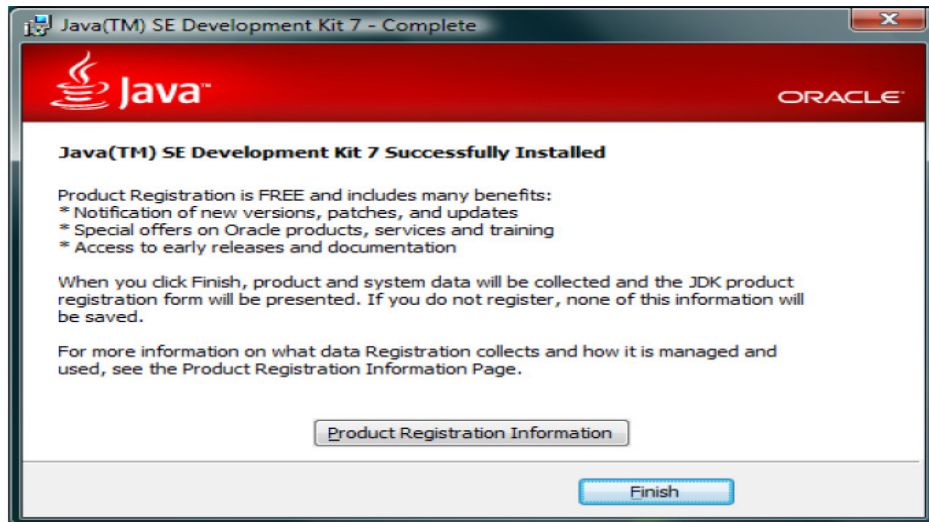 Java(TM) SE Development Kit 7 - Complete
Java™
ORACLE
Java(TM) SE Development Kit 7 Successfully Installed
Product Registration is FREE and includes many benefits:
* Notification of new versions, patches, and updates
* Special offers on Oracle products, services and training
* Access to early releases and documentation
When you click Finish, product and system data will be collected and the JDK product
registration form will be presented. If you do not register, none of this information will
be saved.
For more information on what data Registration collects and how it is managed and
used, see the Product Registration Information Page.
Product Registration Information
Finish